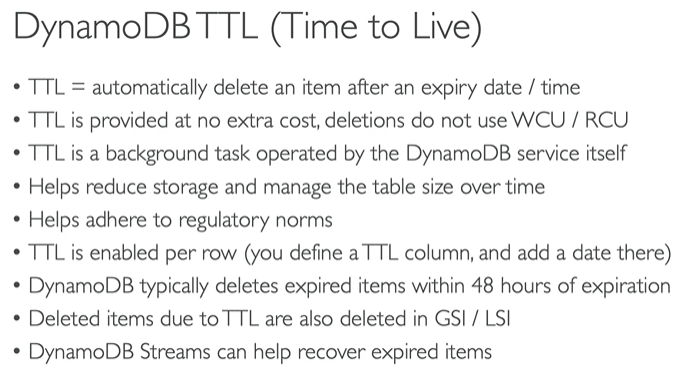 DynamoDB TTL (Time to Live)
• TTL = automatically delete an item after an expiry date / time
• TTL is provided at no extra cost, deletions do not use WCU / RCU
• TTL is a background task operated by the DynamoDB service itself
• Helps reduce storage and manage the table size over time
• Helps adhere to regulatory norms
• TTL is enabled per row (you define a TTL column, and add a date there)
• DynamoDB typically deletes expired items within 48 hours of expiration
• Deleted items due to TTL are also deleted in GSI / LSI
• DynamoDB Streams can help recover expired items